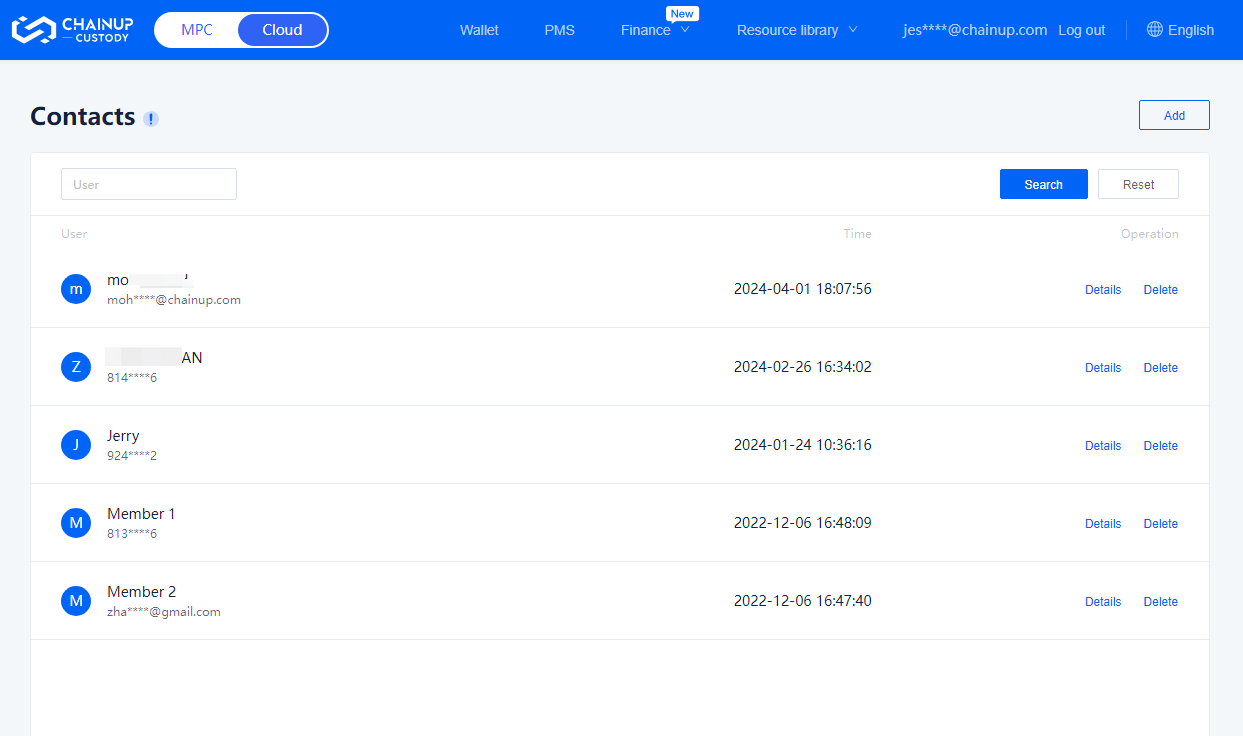 CHAINUP
CUSTODY
MPC
Cloud
Wallet
PMS
Finance
New
Resource library
jes****@chainup.com
Log out
English
Contacts
!
Add
User
Search
Reset
User
Time
Operation
m
mo
moh****@chainup.com
2024-04-01 18:07:56
Details
Delete
Z
AN
814****6
2024-02-26 16:34:02
Details
Delete
J
Jerry
924****2
2024-01-24 10:36:16
Details
Delete
M
Member 1
813****6
2022-12-06 16:48:09
Details
Delete
M
Member 2
zha****@gmail.com
2022-12-06 16:47:40
Details
Delete